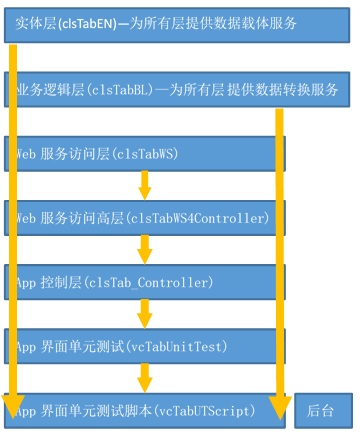 实体层(clsTabEN)—为所有层提供数据载体服务
业务逻辑层(clsTabBL)—为所有层提供数据转换服务
Web 服务访问层(clsTabWS)
Web 服务访问高层(clsTabWS4Controller)
App 控制层(clsTab_Controller)
App 界面单元测试(vcTabUnitTest)
App 界面单元测试脚本(vcTabUTScript)
后台